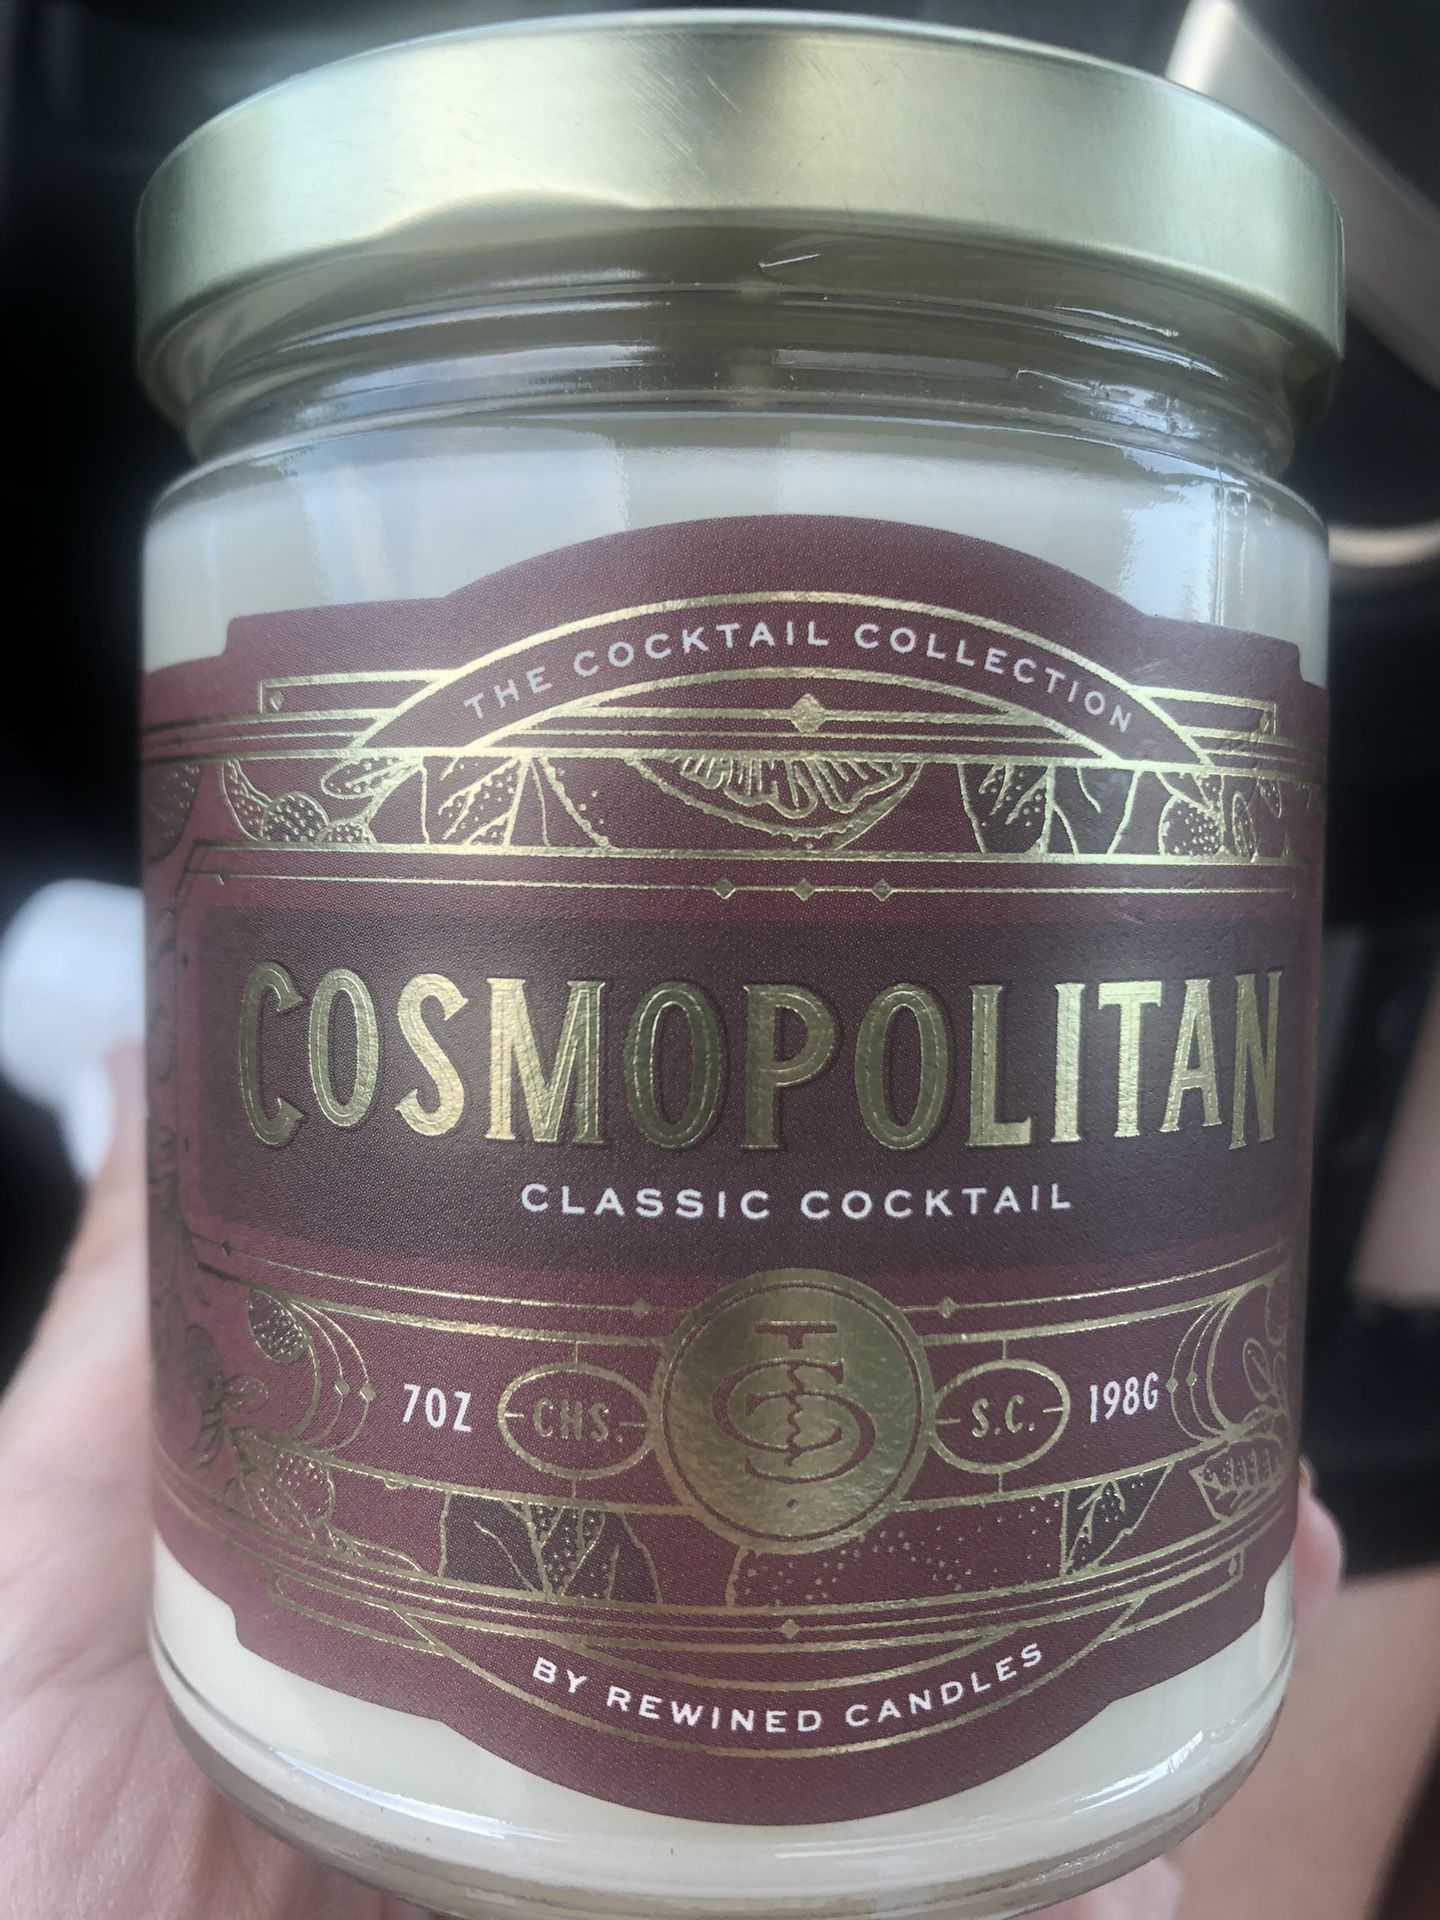 THE COCKTAIL COLLECTION
COSMOPOLITAN
CLASSIC COCKTAIL
7OZ CHS. S.C. 198G
BY REWINED CANDLES